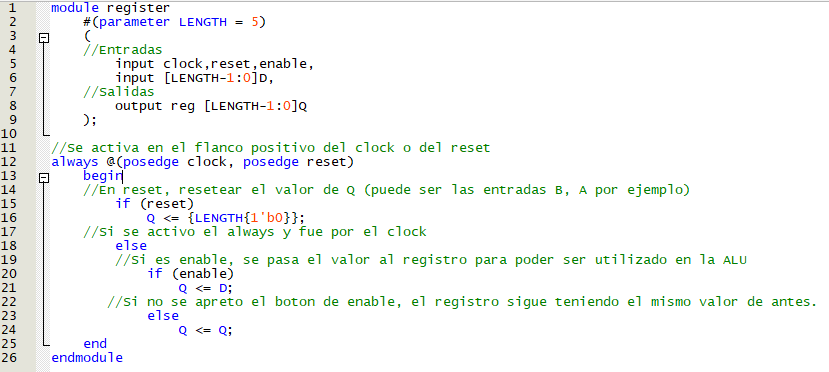 1 module register
2 #(parameter LENGTH = 5)
3 (
4 //Entradas
5 input clock,reset,enable,
6 input [LENGTH-1:0]D,
7 //Salidas
8 output reg [LENGTH-1:0]Q
9 );
10
11 //Se activa en el flanco positivo del clock o del reset
12 always @(posedge clock, posedge reset)
13 begin
14 //En reset, resetear el valor de Q (puede ser las entradas B, A por ejemplo)
15 if (reset)
16 Q <= {LENGTH{1'b0}};
17 //Si se activo el always y fue por el clock
18 else
19 //Si es enable, se pasa el valor al registro para poder ser utilizado en la ALU
20 if (enable)
21 Q <= D;
22 //Si no se apreto el boton de enable, el registro sigue teniendo el mismo valor de antes.
23 else
24 Q <= Q;
25 end
26 endmodule